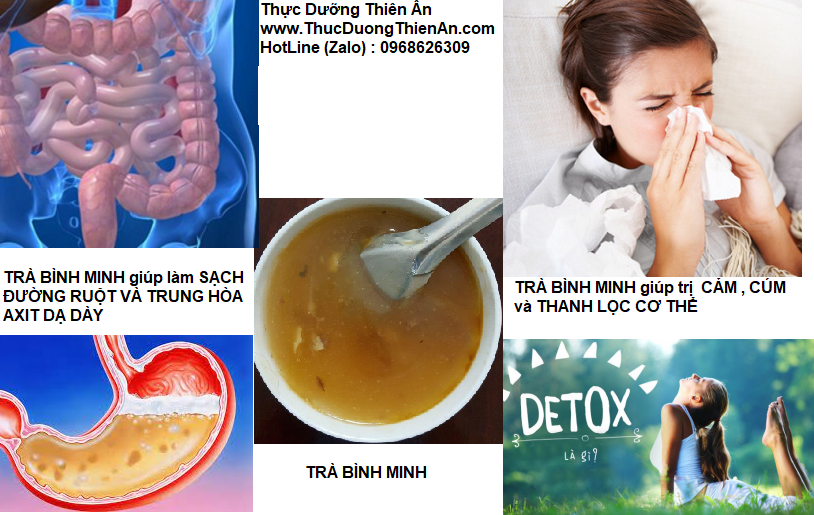 Thực Dưỡng Thiên Ân
www.ThucDuongThienAn.com
HotLine (Zalo) : 0968626309
TRÀ BÌNH MINH giúp làm SẠCH
ĐƯỜNG RUỘT VÀ TRUNG HÒA
AXIT DẠ DÀY
TRÀ BÌNH MINH giúp trị CẢM , CÚM
và THANH LỌC CƠ THỂ
DETOX
là gì?
TRÀ BÌNH MINH